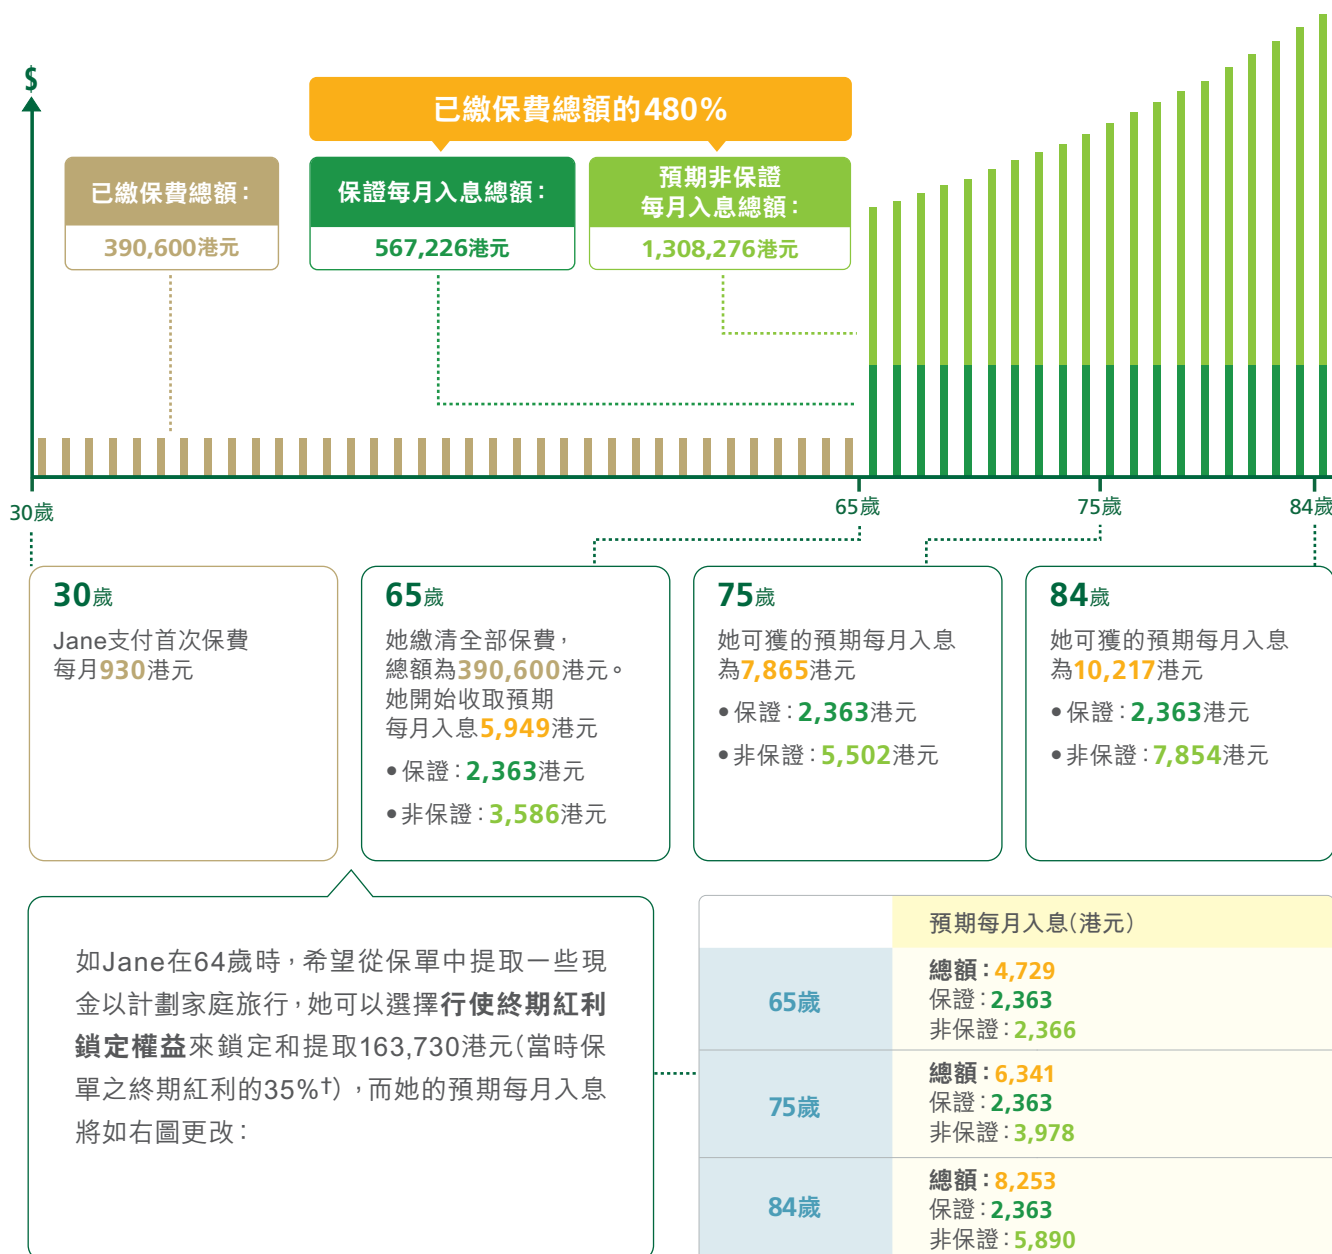 $
已繳保費總額的480%
已繳保費總額：
390,600港元
保證每月入息總額：
567,226港元
預期非保證
每月入息總額：
1,308,276港元
30歲
65歲
75歲
84歲
30歲
Jane支付首次保費
每月930港元
65歲
她繳清全部保費，
總額為390,600港元。
她開始收取預期
每月入息5,949港元
•保證：2,363港元
•非保證：3,586港元
75歲
她可獲的預期每月入息
為7,865港元
•保證：2,363港元
•非保證：5,502港元
84歲
她可獲的預期每月入息
為10,217港元
•保證：2,363港元
•非保證：7,854港元
如Jane在64歲時，希望從保單中提取一些現
金以計劃家庭旅行，她可以選擇行使終期紅利
鎖定權益來鎖定和提取163,730港元（當時保
單之終期紅利的35%†），而她的預期每月入息
將如右圖更改：
預期每月入息（港元）
65歲
總額：4,729
保證：2,363
非保證：2,366
75歲
總額：6,341
保證：2,363
非保證：3,978
84歲
總額：8,253
保證：2,363
非保證：5,890